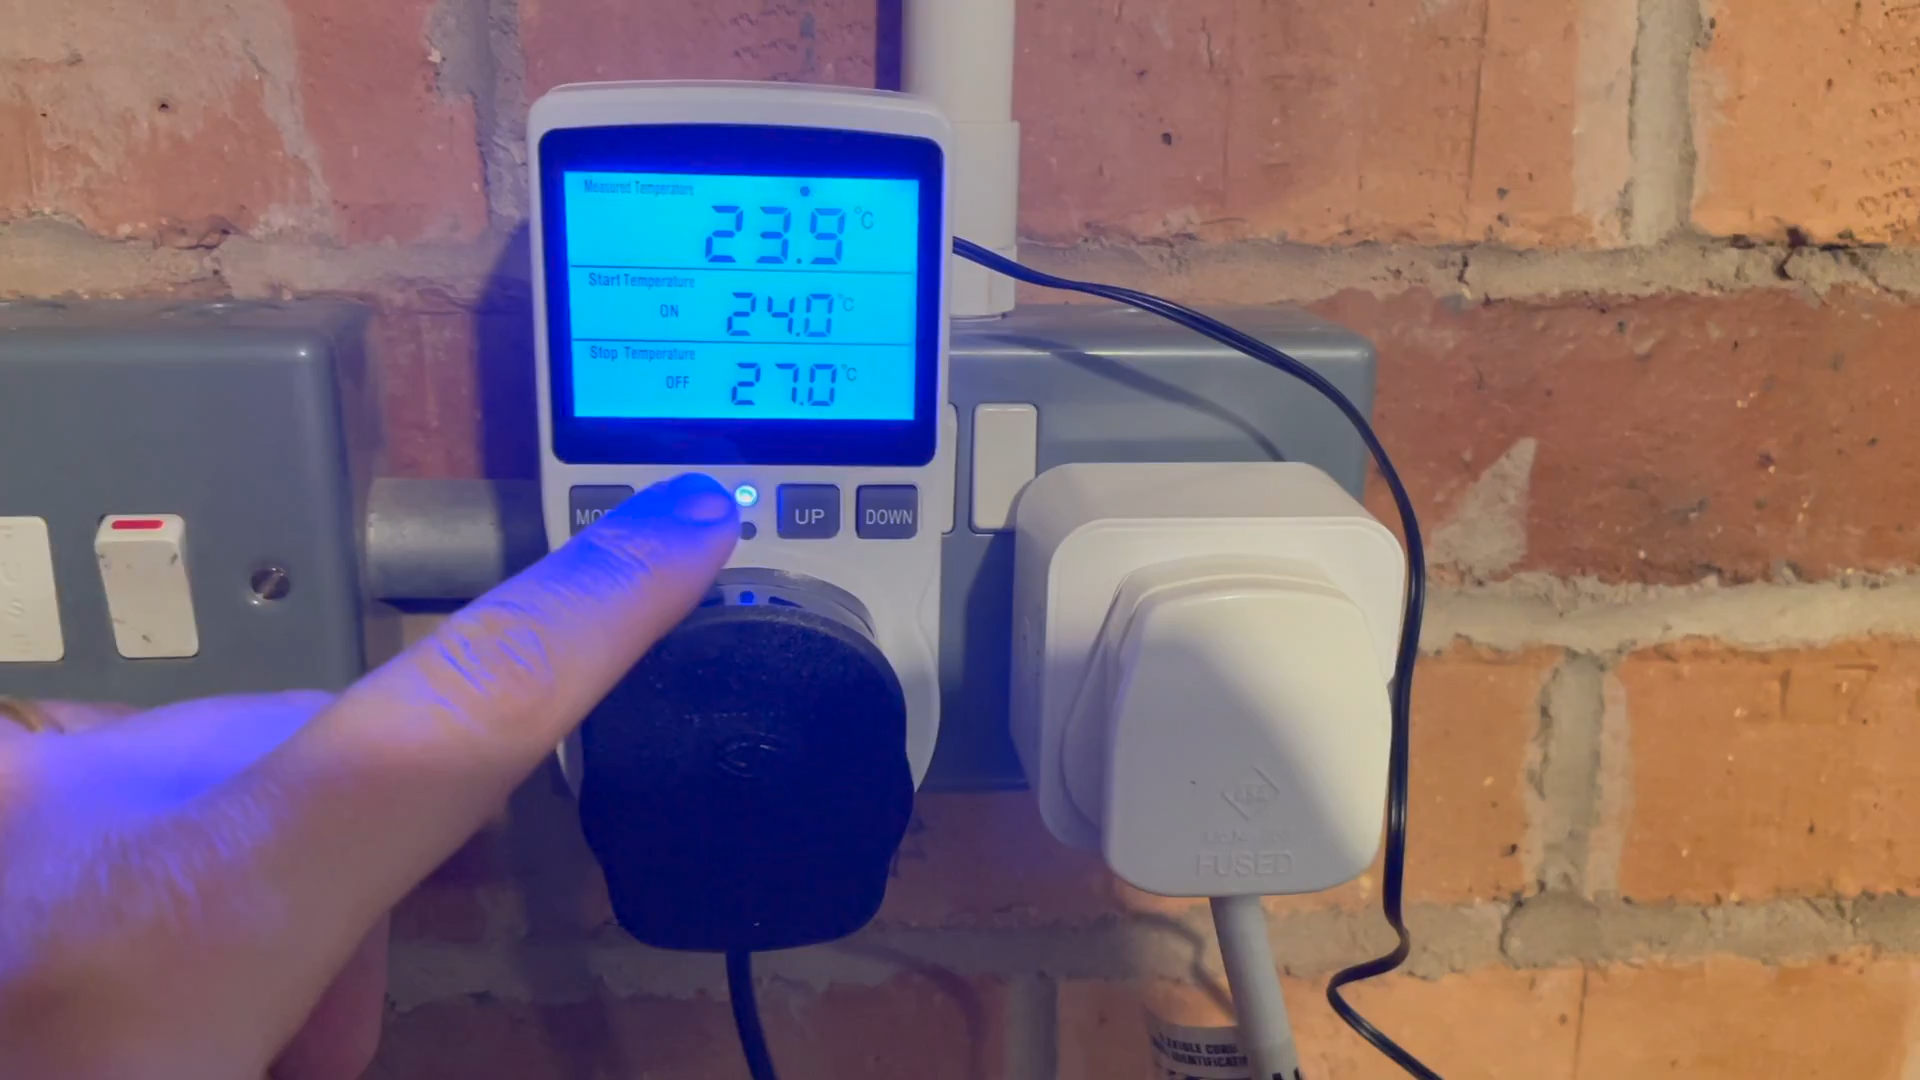 Measured Temperature
23.9 °C
Start Temperature
ON 24.0 °C
Stop Temperature
OFF 27.0 °C
UP
DOWN
FUSED